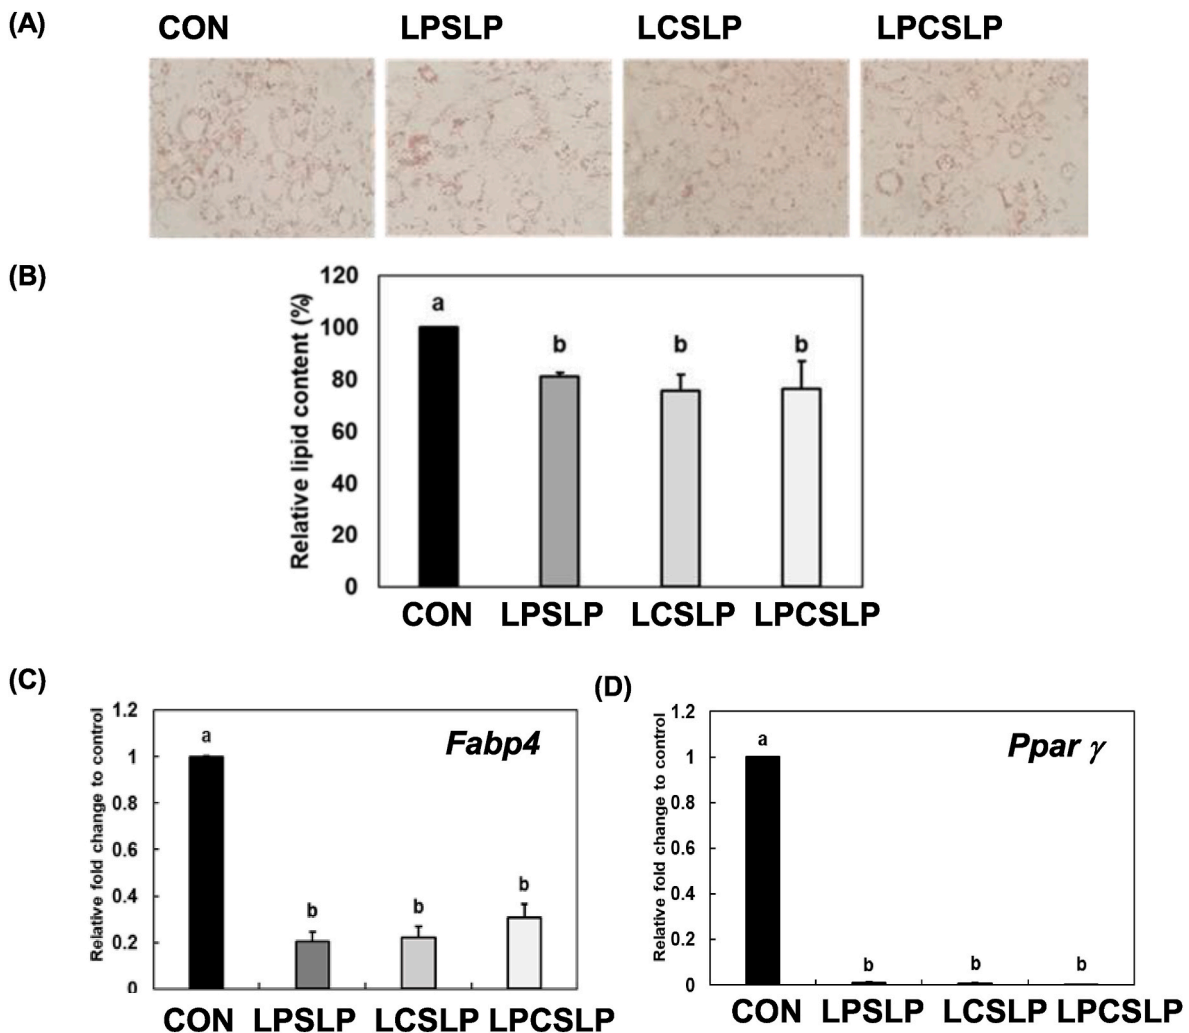 (A)
CON LPSLP LCSLP LPCSLP
(B)
Relative lipid content (%)
120
100
80
60
40
20
0
a
b
b
b
CON LPSLP LCSLP LPCSLP
(C)
Relative fold change to control
1.2
1
0.8
0.6
0.4
0.2
0
Fabp4
a
b
b
b
CON LPSLP LCSLP LPCSLP
(D)
Relative fold change to control
1.2
1
0.8
0.6
0.4
0.2
0
Ppar γ
a
b
b
b
CON LPSLP LCSLP LPCSLP